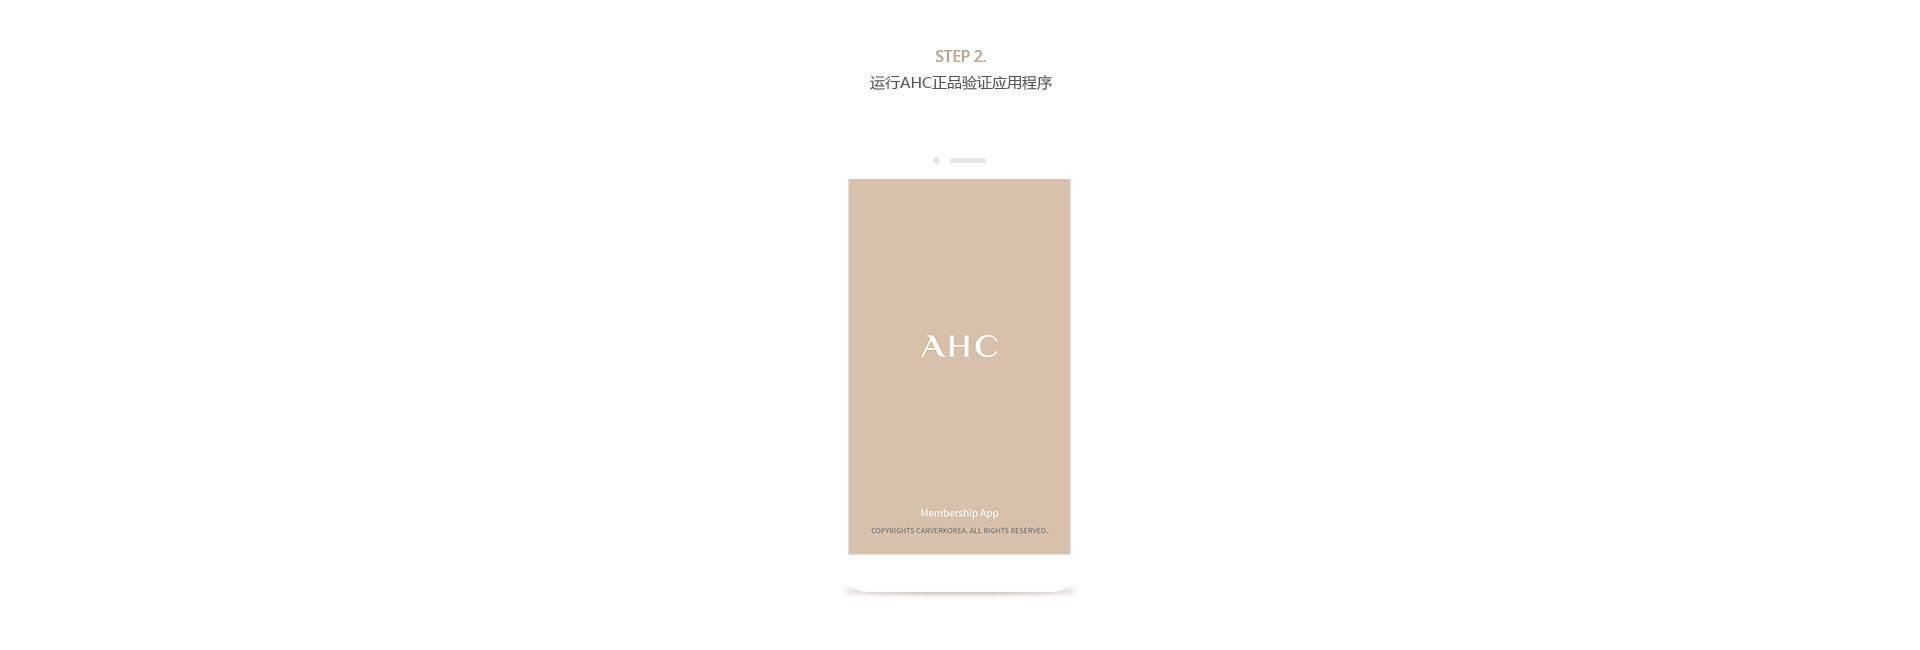 STEP 2.
运行AHC正品验证应用程序
AHC
Membership App
COPYRIGHTS CARVERKOREA. ALL RIGHTS RESERVED.